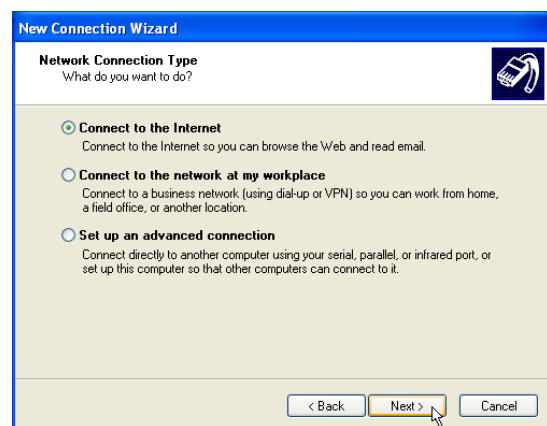 New Connection Wizard
Network Connection Type
What do you want to do?
Connect to the Internet
Connect to the Internet so you can browse the Web and read email.
Connect to the network at my workplace
Connect to a business network (using dial-up or VPN) so you can work from home,
a field office, or another location.
Set up an advanced connection
Connect directly to another computer using your serial, parallel, or infrared port, or
set up this computer so that other computers can connect to it.
< Back Next > Cancel